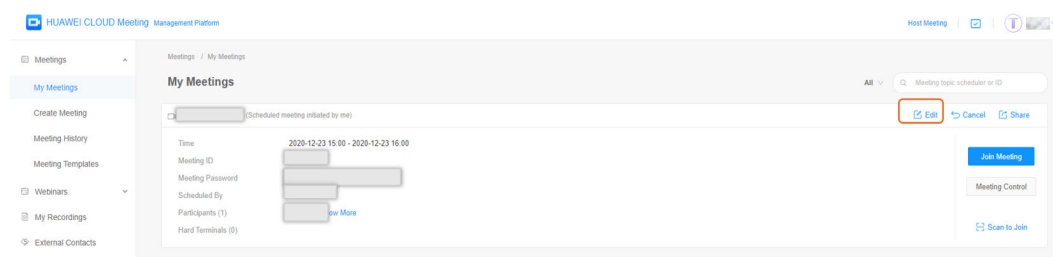 HUAWEI CLOUD Meeting Management Platform
Host Meeting
Meetings
My Meetings
Create Meeting
Meeting History
Meeting Templates
Webinars
My Recordings
External Contacts
Meetings / My Meetings
My Meetings
All
Meeting topic scheduler or ID
(Scheduled meeting initiated by me)
Edit Cancel Share
Time 2020-12-23 15:00 - 2020-12-23 16:00
Meeting ID
Meeting Password
Scheduled By
Participants (1) ow More
Hard Terminals (0)
Join Meeting
Meeting Control
Scan to Join